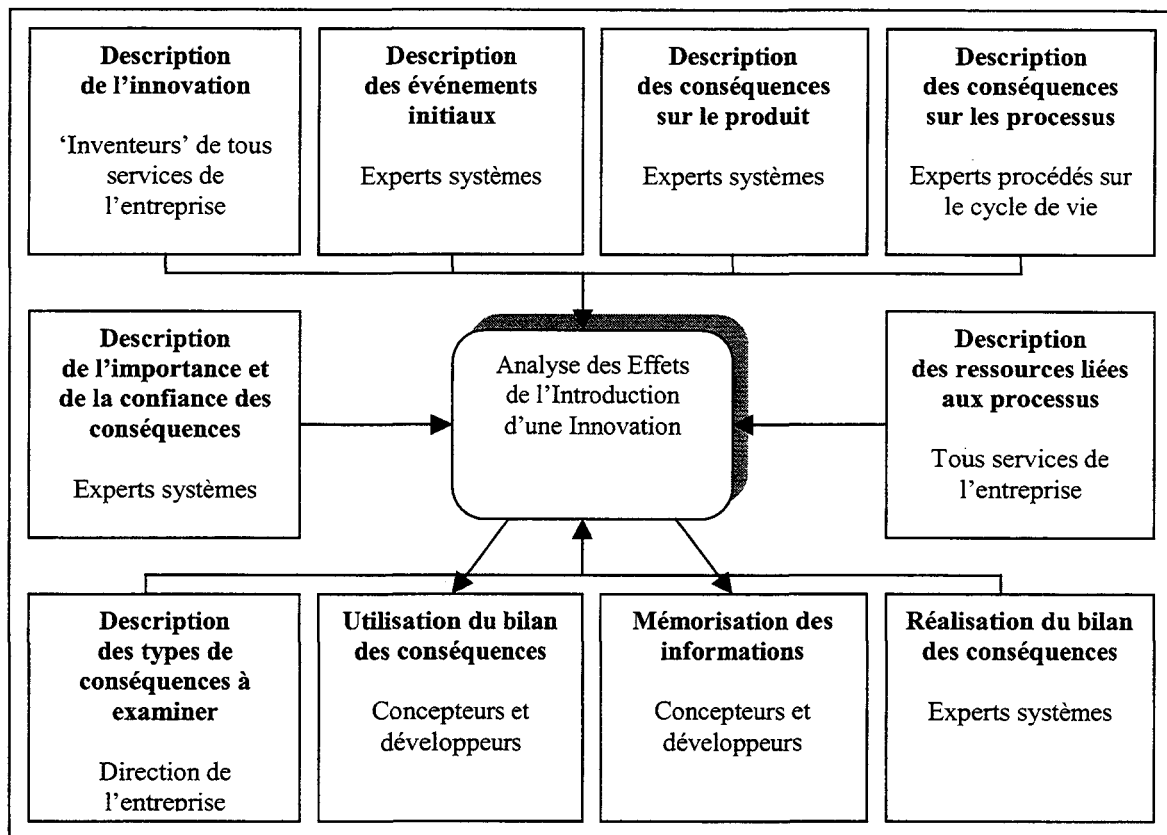 Description
de l’innovation
‘Inventeurs’ de tous
services de
l’entreprise
Description
des événements
initiaux
Experts systèmes
Description
des conséquences
sur le produit
Experts systèmes
Description
des conséquences
sur les processus
Experts procédés sur
le cycle de vie
Description
de l’importance et
de la confiance des
conséquences
Experts systèmes
Analyse des Effets
de l’Introduction
d’une Innovation
Description
des ressources liées
aux processus
Tous services de
l’entreprise
Description
des types de
conséquences à
examiner
Direction de
l’entreprise
Utilisation du bilan
des conséquences
Concepteurs et
développeurs
Mémorisation des
informations
Concepteurs et
développeurs
Réalisation du bilan
des conséquences
Experts systèmes